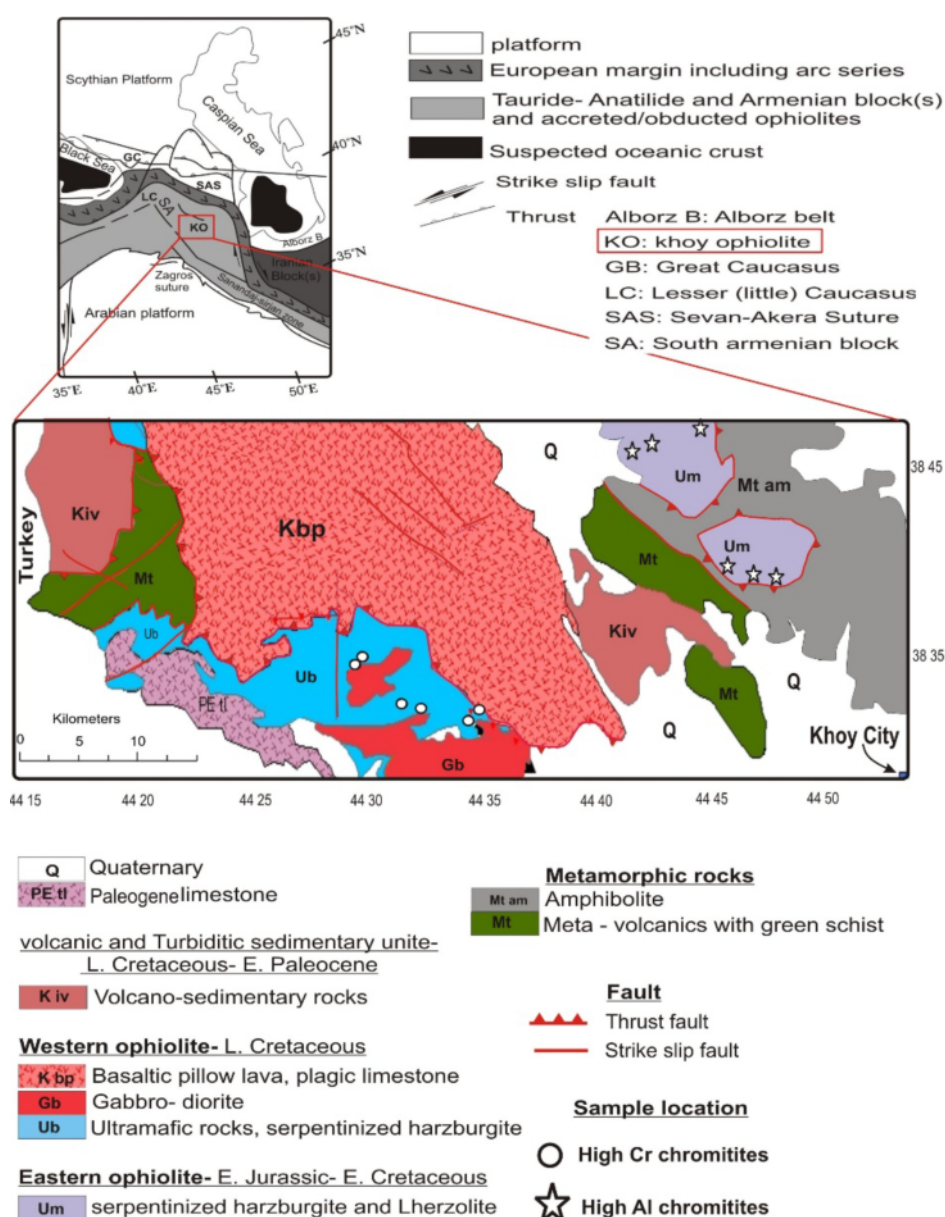 45°N
Scythian Platform
Caspian Sea
40°N
Black Sea
GC
SAS
LC
SA
KO
Alborz B
35°N
Iranian
Block(s)
Zagros
suture
Sanandaj-sirjan zone
Arabian platform
35°E
40°E
45°E
50°E
platform
European margin including arc series
Tauride- Anatilide and Armenian block(s)
and accreted/obducted ophiolites
Suspected oceanic crust
Strike slip fault
Thrust
Alborz B: Alborz belt
KO: khoy ophiolite
GB: Great Caucasus
LC: Lesser (little) Caucasus
SAS: Sevan-Akera Suture
SA: South armenian block
Turkey
Kiv
Mt
Kbp
Q
Um
Mt am
38 45
Um
Mt
Ub
Kiv
38 35
Ub
PE tl
Mt
Q
Q
Kilometers
0 5 10
Gb
Khoy City
44 15
44 20
44 25
44 30
44 35
44 40
44 45
44 50
Q Quaternary
PE tl Paleogene limestone
volcanic and Turbiditic sedimentary unite-
L. Cretaceous- E. Paleocene
K iv Volcano-sedimentary rocks
Western ophiolite- L. Cretaceous
K bp Basaltic pillow lava, plagic limestone
Gb Gabbro- diorite
Ub Ultramafic rocks, serpentinized harzburgite
Eastern ophiolite- E. Jurassic- E. Cretaceous
Um serpentinized harzburgite and Lherzolite
Metamorphic rocks
Mt am Amphibolite
Mt Meta - volcanics with green schist
Fault
Thrust fault
Strike slip fault
Sample location
High Cr chromitites
High Al chromitites